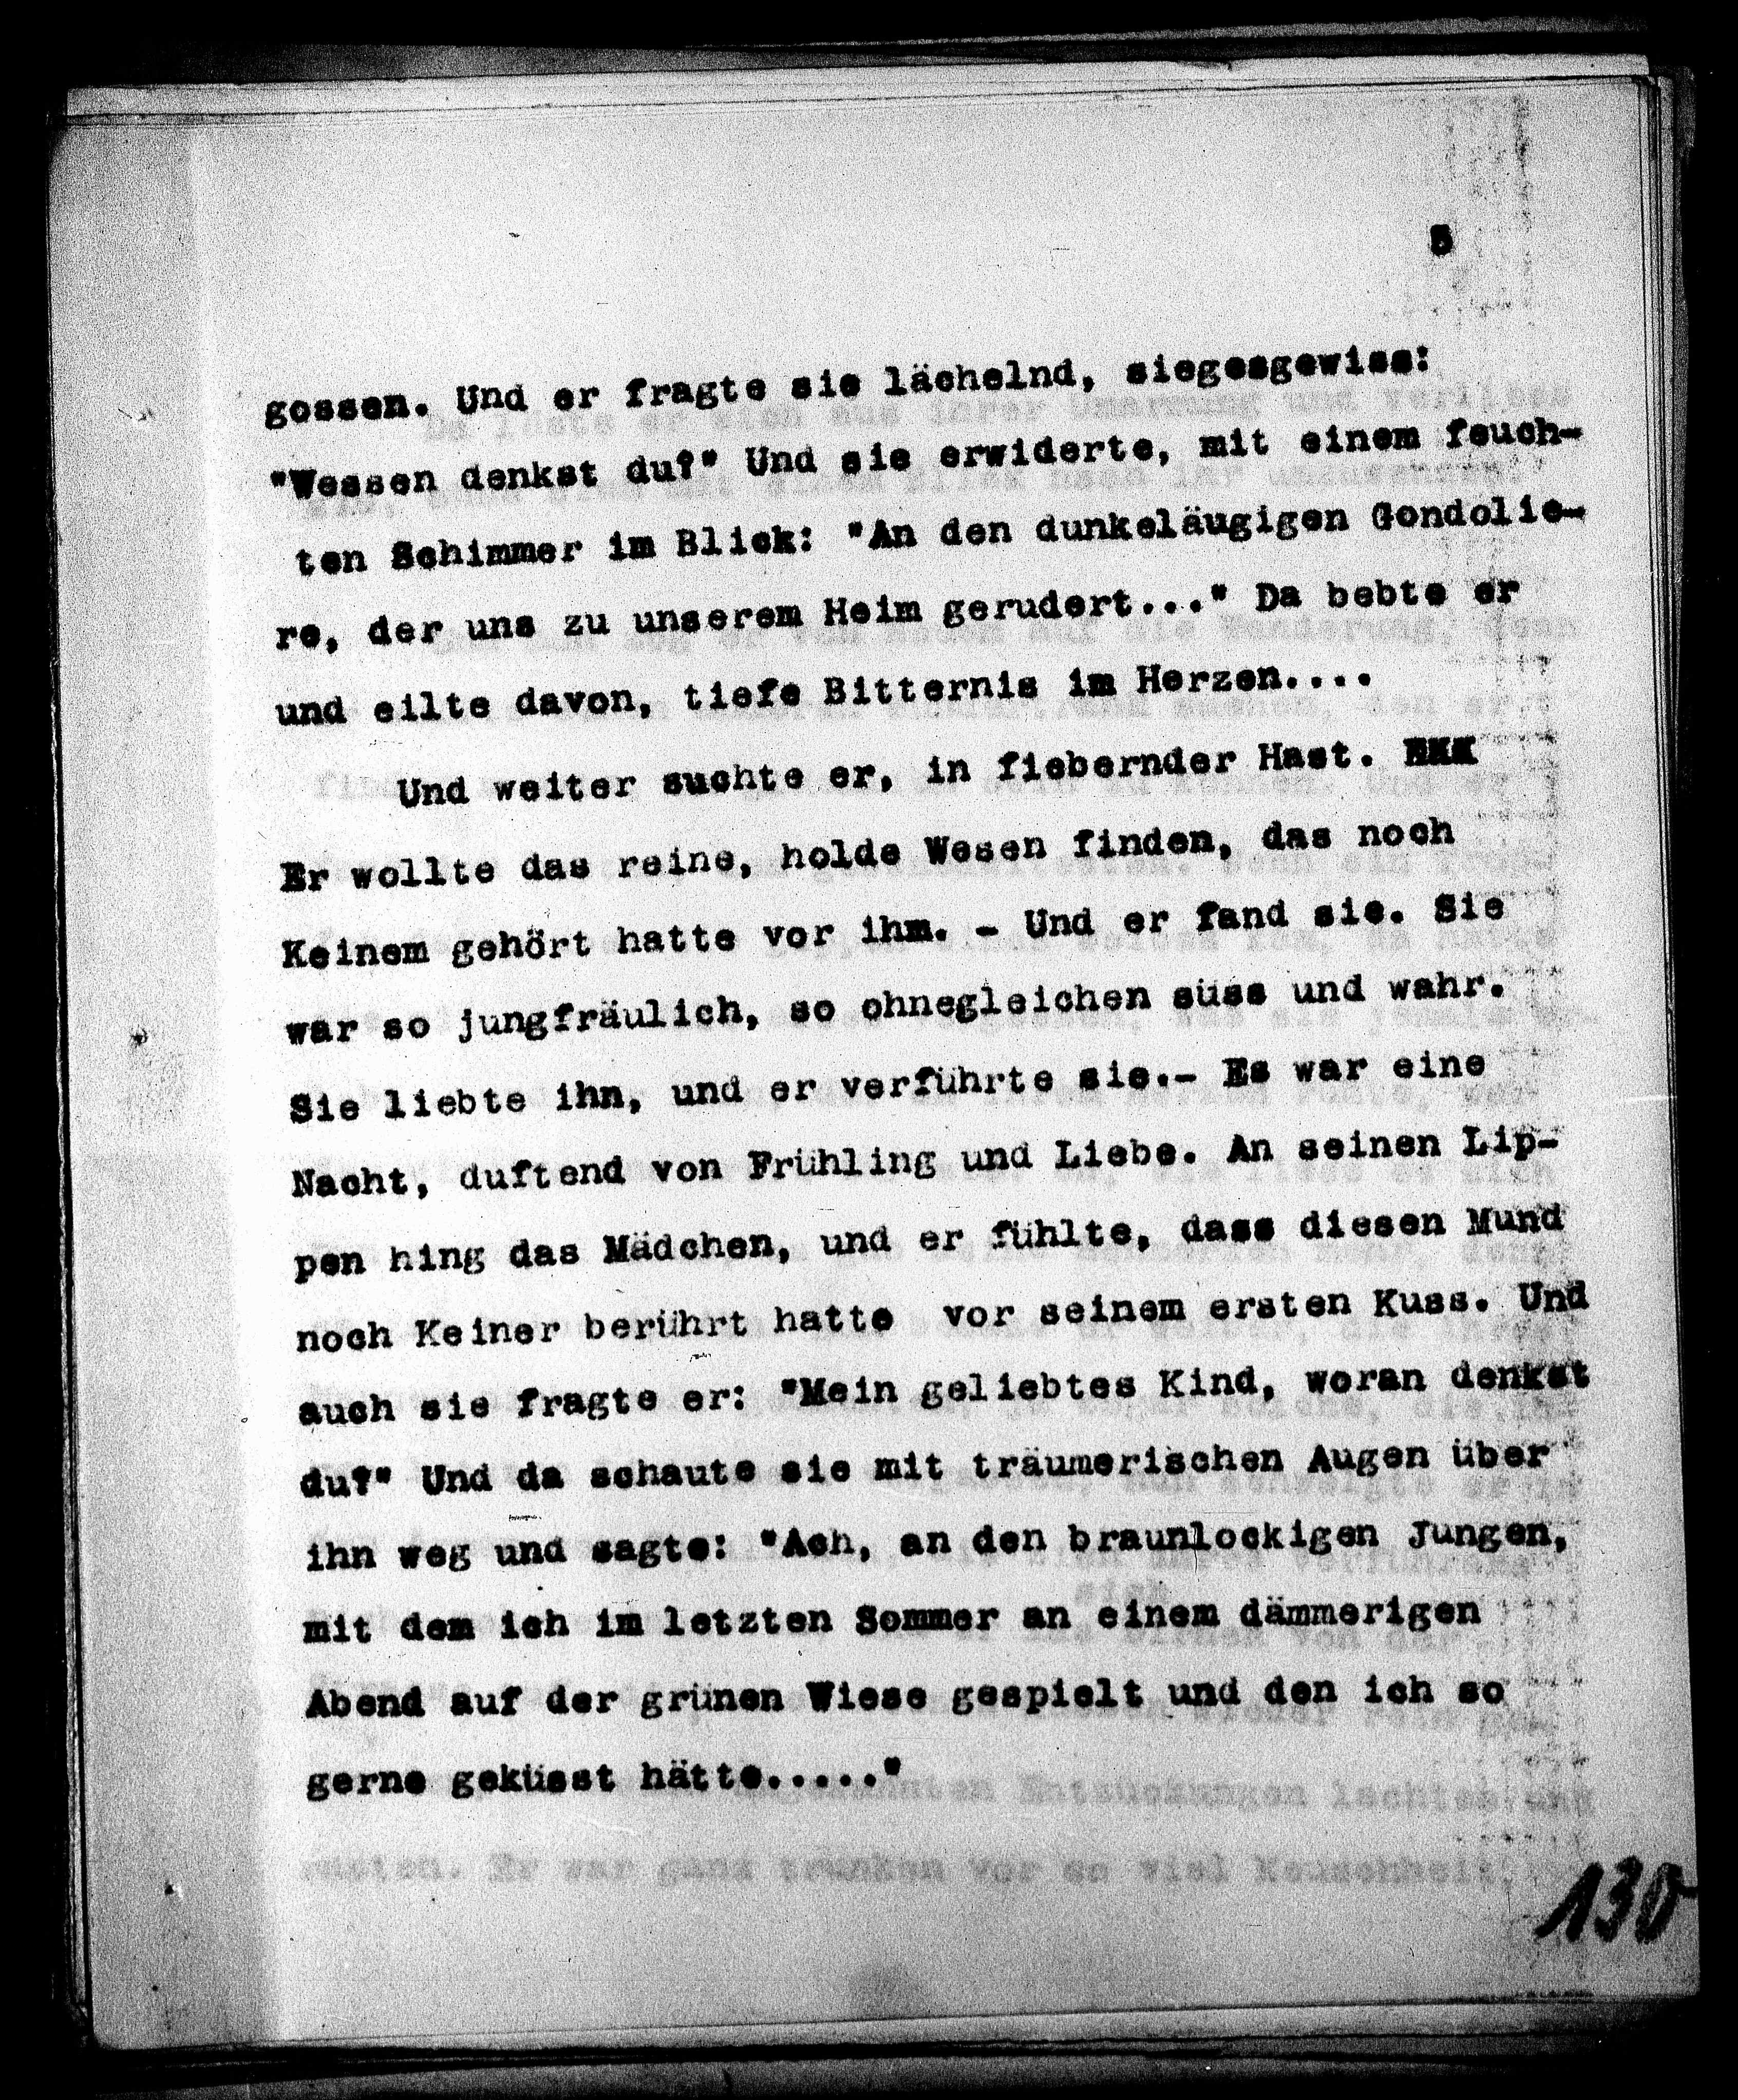 5
gossen. Und er fragte sie lächelnd, siegesgewiss:
"Wessen denkst du?" Und sie erwiderte, mit einem feuch-
ten Schimmer im Blick: "An den dunkeläugigen Gondolie-
re, der uns zu unserem Heim gerudert..." Da bebte er
und eilte davon, tiefe Bitternis im Herzen....
Und weiter suchte er, in fiebernder Hast.
Er wollte das reine, holde Wesen finden, das noch
Keinem gehört hatte vor ihm. - Und er fand sie. Sie
war so jungfräulich, so ohnegleichen süss und wahr.
Sie liebte ihn, und er verführte sie.- Es war eine
Nacht, duftend von Frühling und Liebe. An seinen Lip-
pen hing das Mädchen, und er fühlte, dass diesen Mund
noch Keiner berührt hatte vor seinem ersten Kuss. Und
auch sie fragte er: "Mein geliebtes Kind, woran denkst
du?" Und da schaute sie mit träumerischen Augen über
ihn weg und sagte: "Ach, an den braunlockigen Jungen,
mit dem ich im letzten Sommer an einem dämmerigen
Abend auf der grünen Wiese gespielt und den ich so
gerne geküsst hätte....."
130